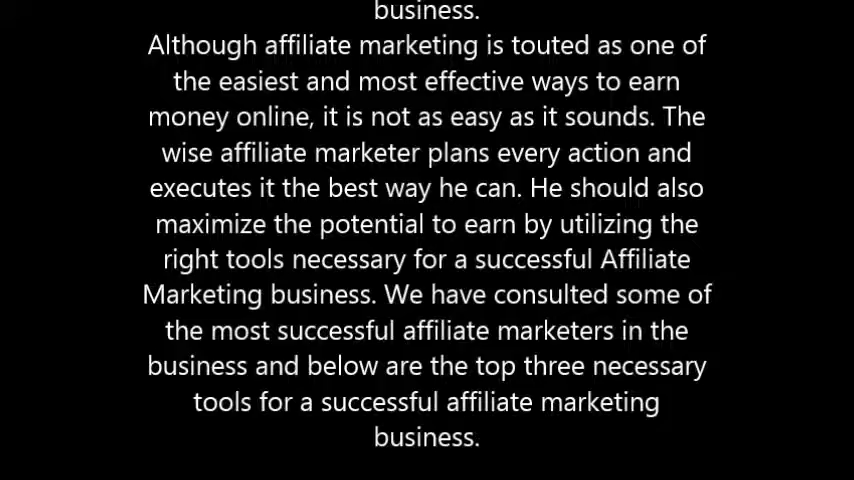 business.
Although affiliate marketing is touted as one of
the easiest and most effective ways to earn
money online, it is not as easy as it sounds. The
wise affiliate marketer plans every action and
executes it the best way he can. He should also
maximize the potential to earn by utilizing the
right tools necessary for a successful Affiliate
Marketing business. We have consulted some of
the most successful affiliate marketers in the
business and below are the top three necessary
tools for a successful affiliate marketing
business.